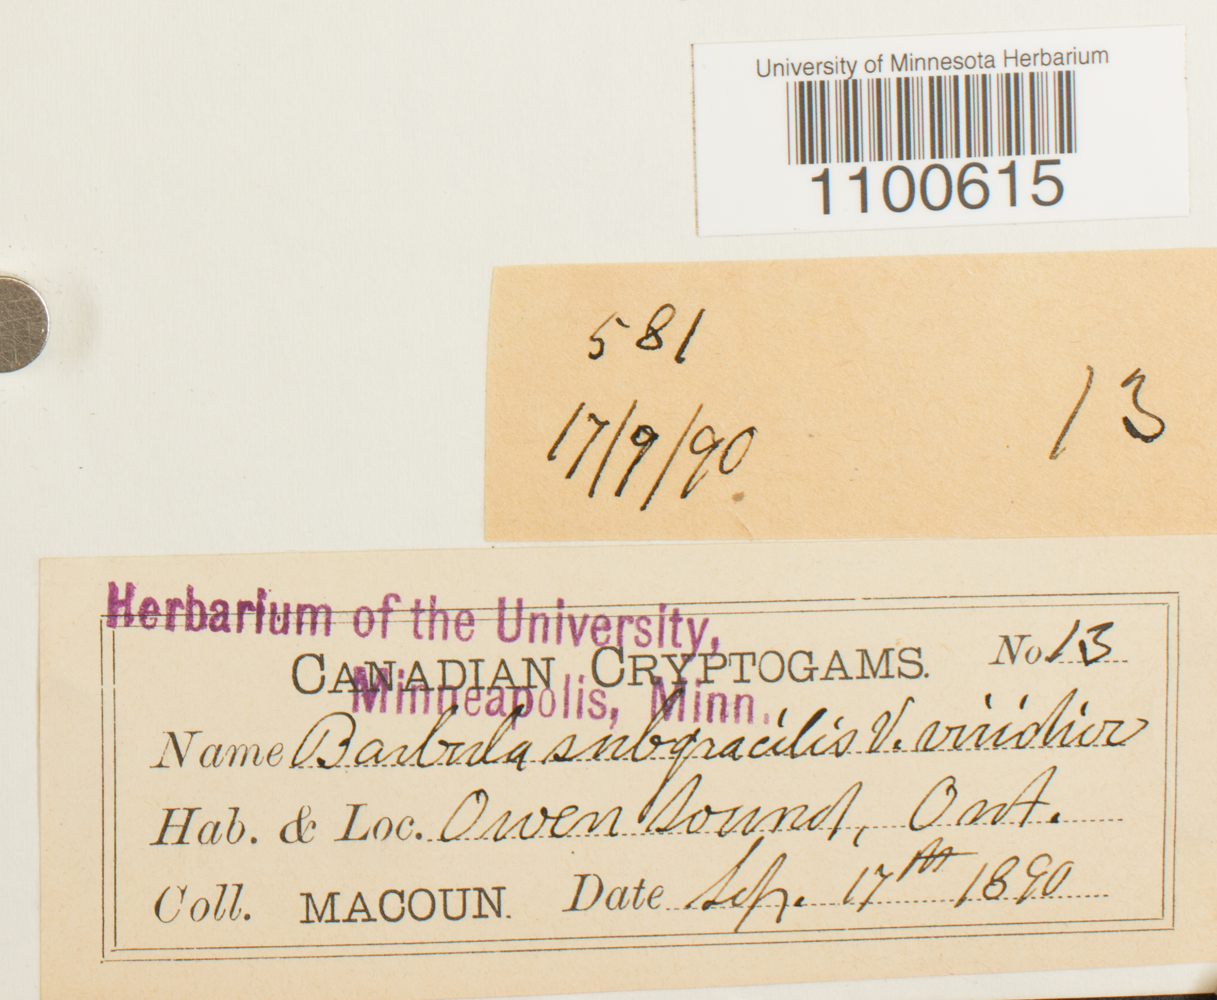 University of Minnesota Herbarium
1100615
581
17/9/90
13
Herbarium of the University,
Minneapolis, Minn.
CANADIAN CRYPTOGAMS. No. 13
Name Barbula subgracilis V. viridior
Hab. & Loc. Owen Sound, Ont.
Coll. MACOUN. Date Sep. 17th 1890